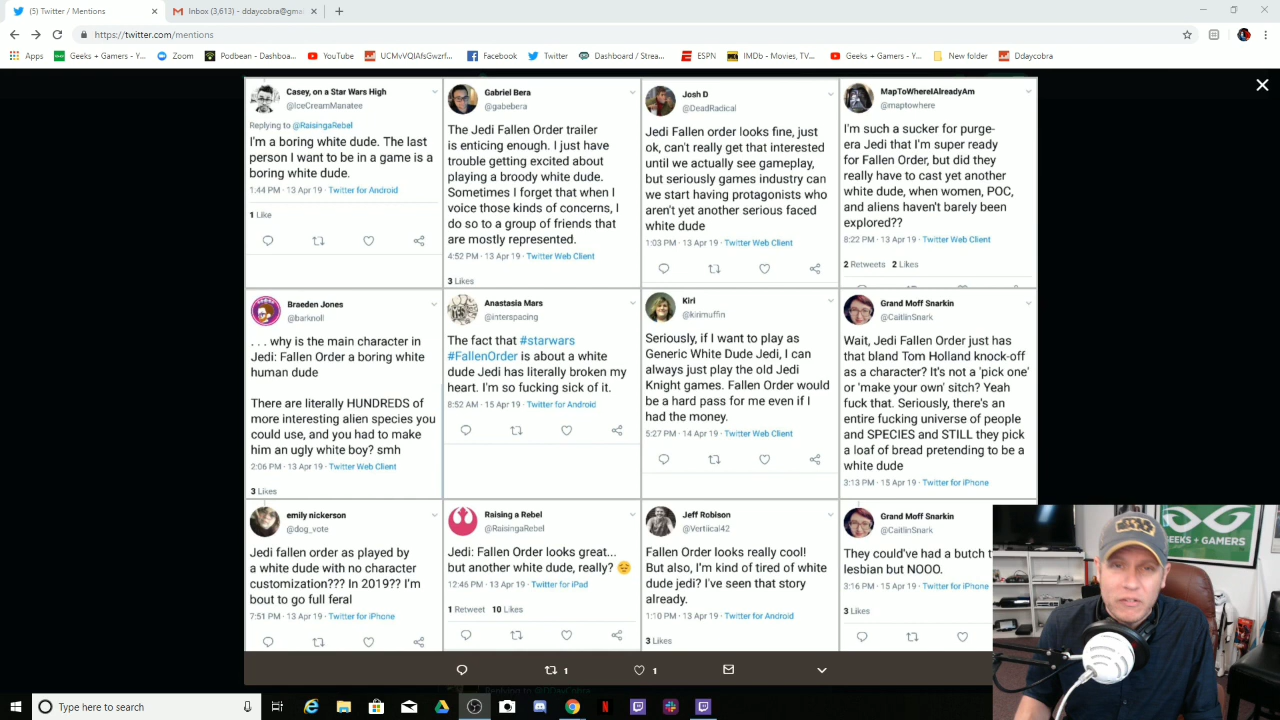 (5) Twitter / Mentions
Inbox (3,613) - ddaycobra@gma
https://twitter.com/mentions
Apps
Geeks + Gamers - Y...
Zoom
Podbean - Dashboa...
YouTube
UCMvVQIAfsGwzrf...
Facebook
Twitter
Dashboard / Strea...
ESPN
IMDb - Movies, TV...
Geeks + Gamers - Y...
New folder
Ddaycobra
Casey, on a Star Wars High
@IceCreamManatee
Replying to @RaisingaRebel
I'm a boring white dude. The last
person I want to be in a game is a
boring white dude.
1:44 PM · 13 Apr 19 · Twitter for Android
1 Like
Gabriel Bera
@gabebera
The Jedi Fallen Order trailer
is enticing enough. I just have
trouble getting excited about
playing a broody white dude.
Sometimes I forget that when I
voice those kinds of concerns, I
do so to a group of friends that
are mostly represented.
4:52 PM · 13 Apr 19 · Twitter Web Client
3 Likes
Josh D
@DeadRadical
Jedi Fallen order looks fine, just
ok, can't really get that interested
until we actually see gameplay,
but seriously games industry can
we start having protagonists who
aren't yet another serious faced
white dude
1:03 PM · 13 Apr 19 · Twitter Web Client
MapToWhereIAlreadyAm
@maptowhere
I'm such a sucker for purge-
era Jedi that I'm super ready
for Fallen Order, but did they
really have to cast yet another
white dude, when women, POC,
and aliens haven't barely been
explored??
8:22 PM · 13 Apr 19 · Twitter Web Client
2 Retweets 2 Likes
Braeden Jones
@barknoll
. . . why is the main character in
Jedi: Fallen Order a boring white
human dude
There are literally HUNDREDS of
more interesting alien species you
could use, and you had to make
him an ugly white boy? smh
2:06 PM · 13 Apr 19 · Twitter Web Client
3 Likes
Anastasia Mars
@interspacing
The fact that #starwars
#FallenOrder is about a white
dude Jedi has literally broken my
heart. I'm so fucking sick of it.
8:52 AM · 15 Apr 19 · Twitter for Android
Kiri
@kirimuffin
Seriously, if I want to play as
Generic White Dude Jedi, I can
always just play the old Jedi
Knight games. Fallen Order would
be a hard pass for me even if I
had the money.
5:27 PM · 14 Apr 19 · Twitter Web Client
Grand Moff Snarkin
@CaitlinSnark
Wait, Jedi Fallen Order just has
that bland Tom Holland knock-off
as a character? It's not a 'pick one'
or 'make your own' sitch? Yeah
fuck that. Seriously, there's an
entire fucking universe of people
and SPECIES and STILL they pick
a loaf of bread pretending to be a
white dude
3:13 PM · 15 Apr 19 · Twitter for iPhone
emily nickerson
@dog_vote
Jedi fallen order as played by
a white dude with no character
customization??? In 2019?? I'm
bout to go full feral
7:51 PM · 13 Apr 19 · Twitter for iPhone
Raising a Rebel
@RaisingaRebel
Jedi: Fallen Order looks great...
but another white dude, really? 😔
12:46 PM · 13 Apr 19 · Twitter for iPad
1 Retweet 10 Likes
Jeff Robison
@Vertiical42
Fallen Order looks really cool!
But also, I'm kind of tired of white
dude jedi? I've seen that story
already.
1:10 PM · 13 Apr 19 · Twitter for Android
3 Likes
Grand Moff Snarkin
@CaitlinSnark
They could've had a butch t
lesbian but NOOO.
3:16 PM · 15 Apr 19 · Twitter for iPhone
3 Likes
1
1
GEEKS + GAMERS
Type here to search